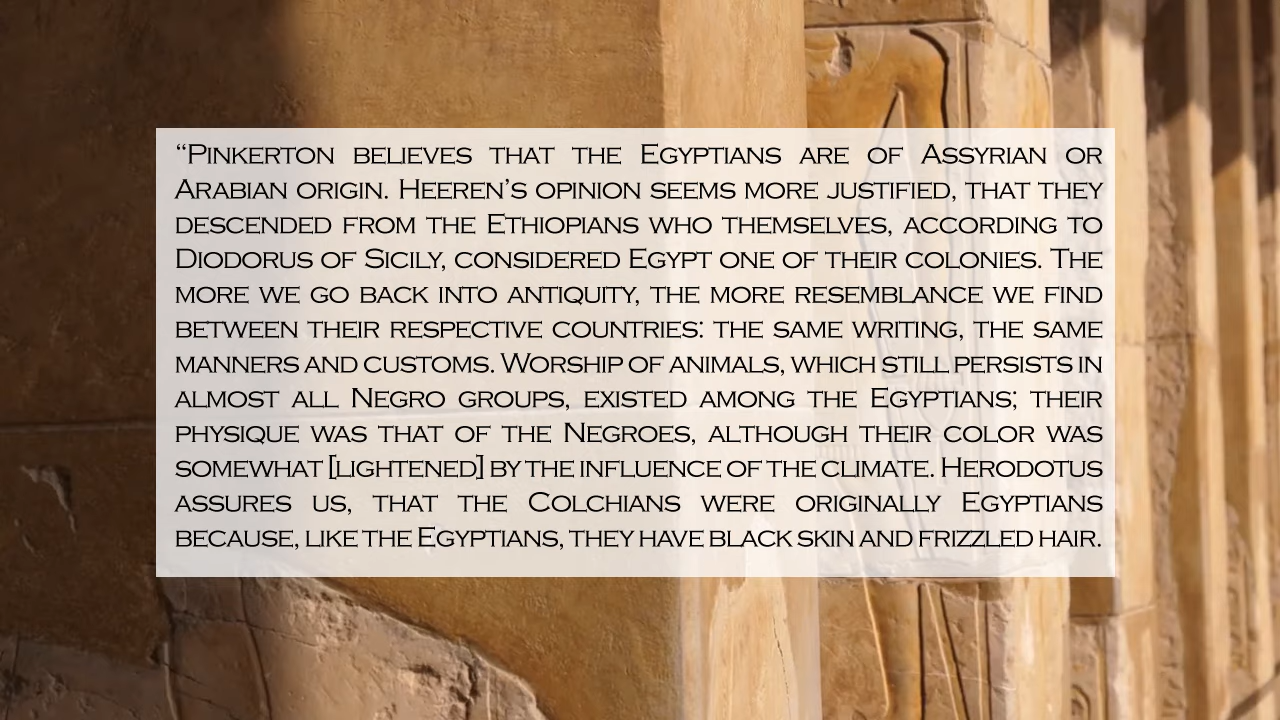 “Pinkerton believes that the Egyptians are of Assyrian or
Arabian origin. Heeren’s opinion seems more justified, that they
descended from the Ethiopians who themselves, according to
Diodorus of Sicily, considered Egypt one of their colonies. The
more we go back into antiquity, the more resemblance we find
between their respective countries: the same writing, the same
manners and customs. Worship of animals, which still persists in
almost all Negro groups, existed among the Egyptians; their
physique was that of the Negroes, although their color was
somewhat [lightened] by the influence of the climate. Herodotus
assures us, that the Colchians were originally Egyptians
because, like the Egyptians, they have black skin and frizzled hair.